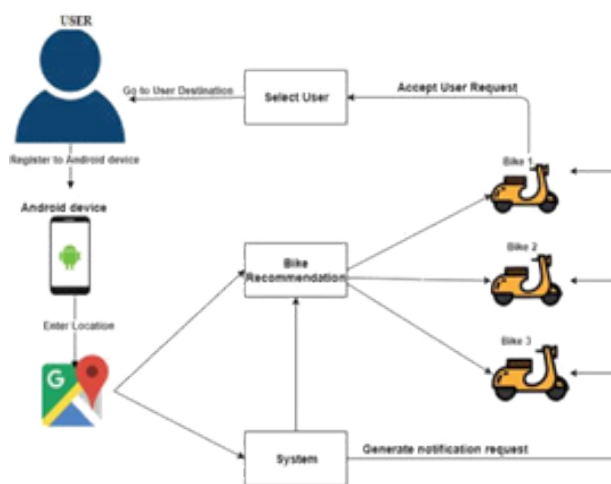 USER
Go to User Destination
Select User
Accept User Request
Register to Android device
Bike 1
Android device
Bike
Recommendation
Bike 2
Enter Location
Bike 3
G
System
Generate notification request